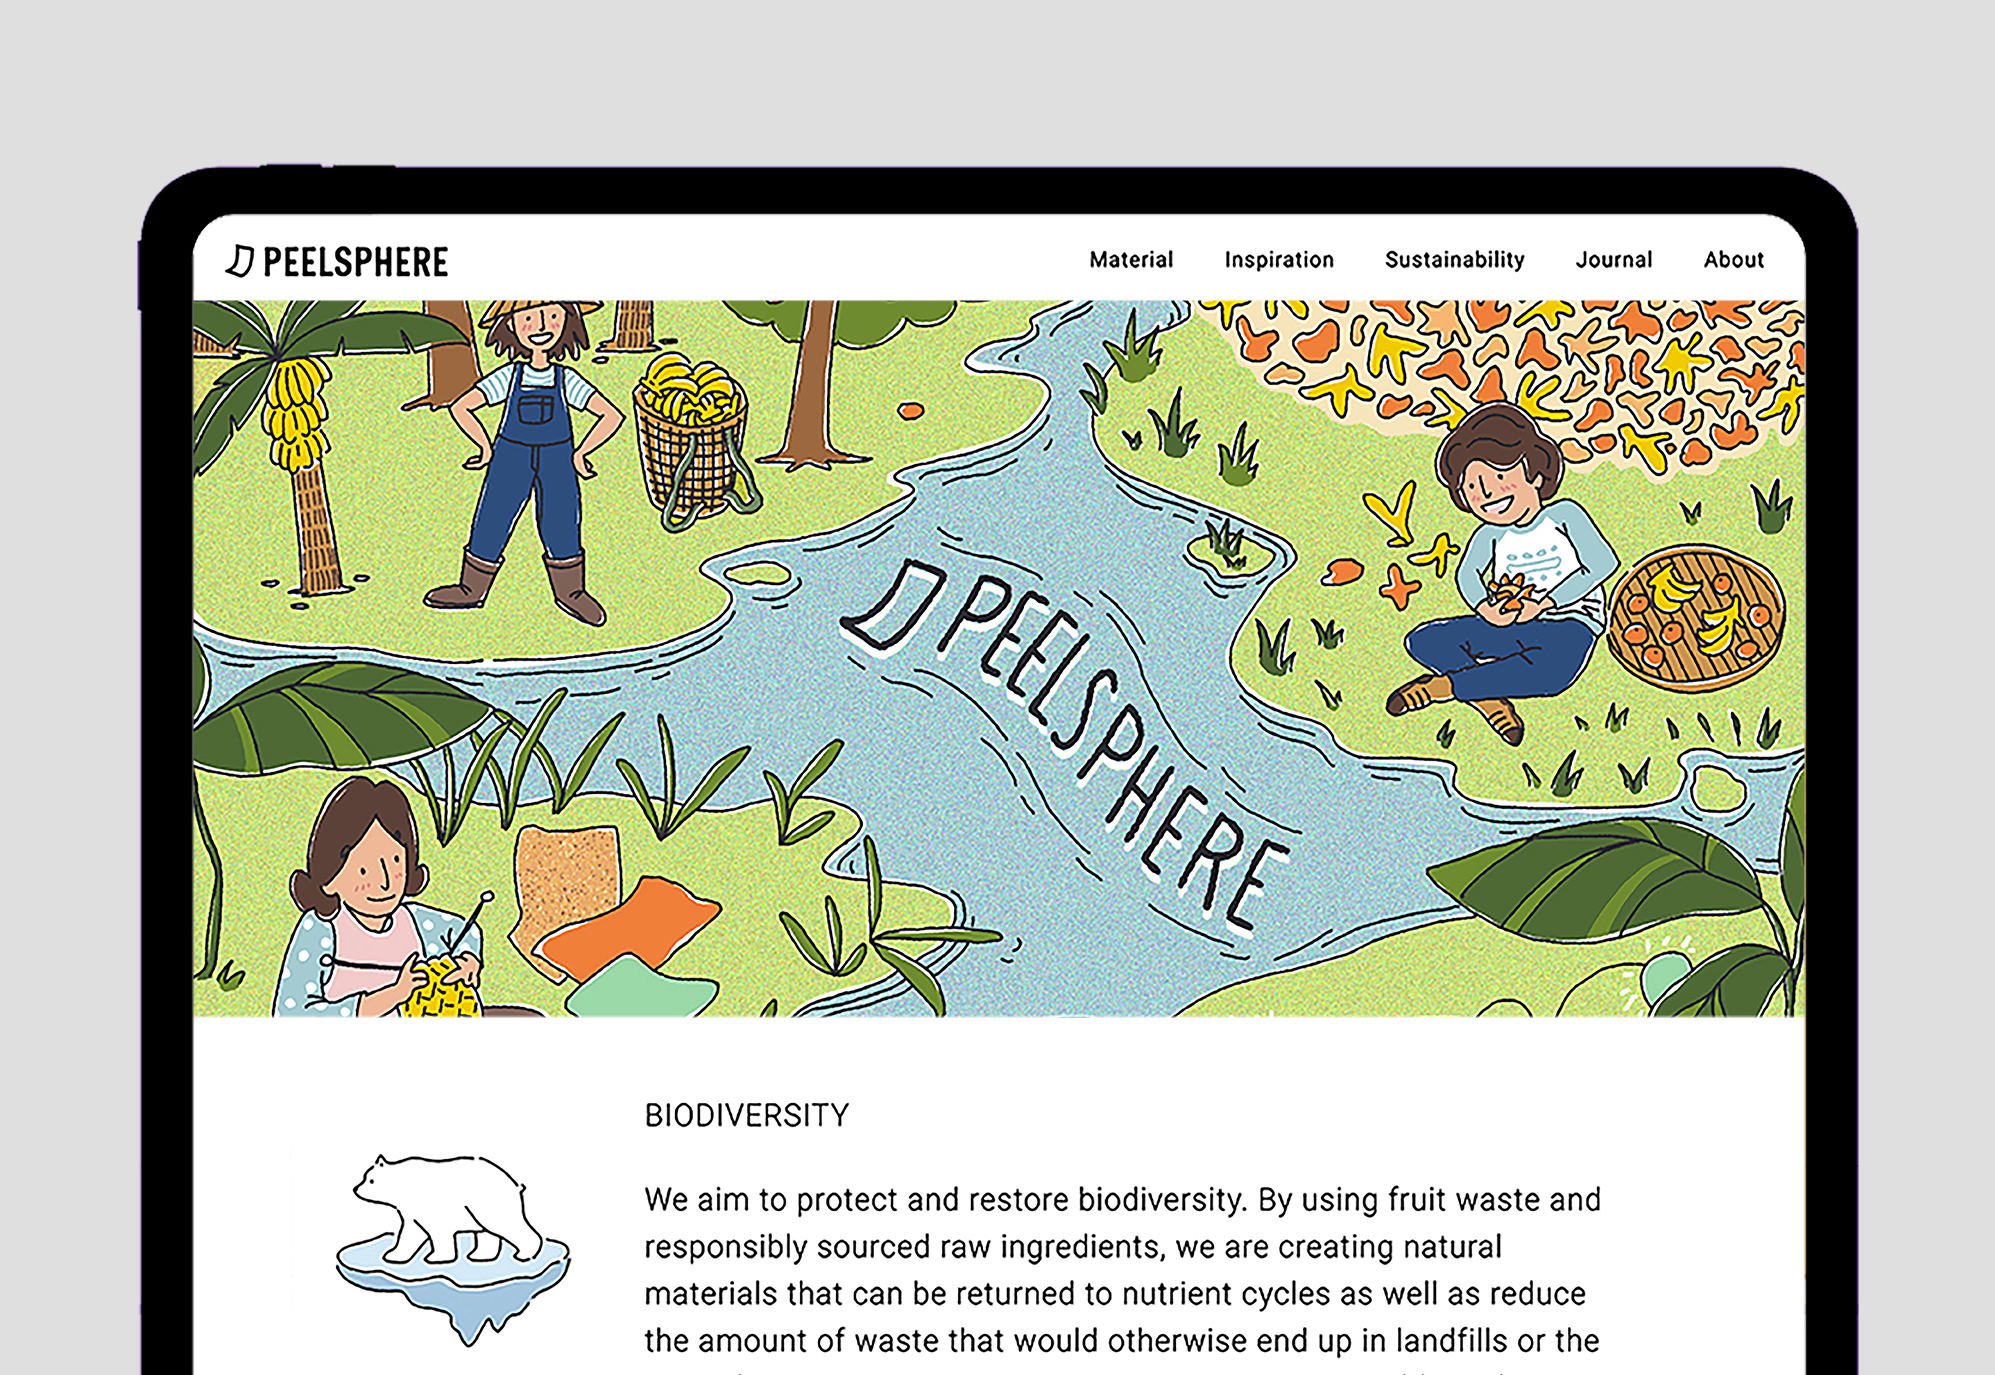 PEELSPHERE
Material Inspiration Sustainability Journal About
PEELSPHERE
BIODIVERSITY
We aim to protect and restore biodiversity. By using fruit waste and
responsibly sourced raw ingredients, we are creating natural
materials that can be returned to nutrient cycles as well as reduce
the amount of waste that would otherwise end up in landfills or the